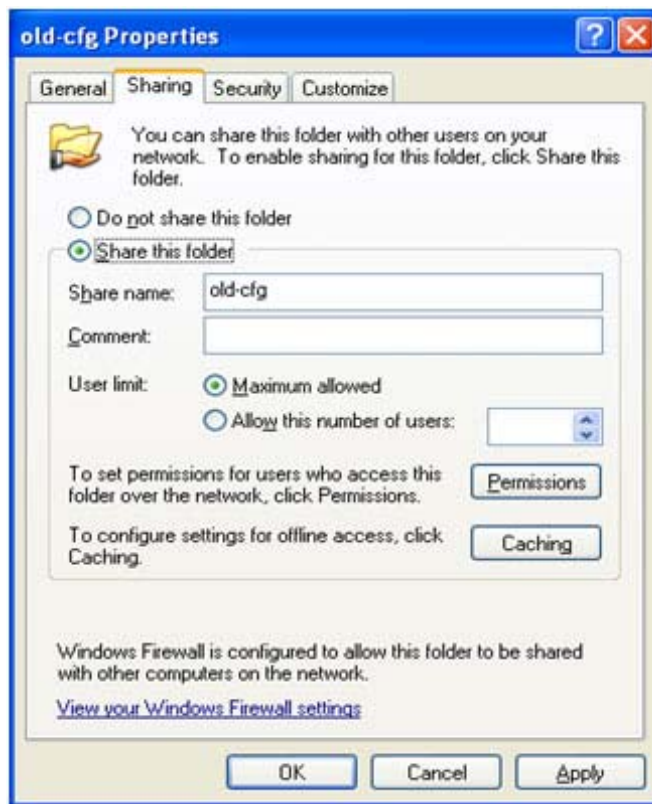 old-cfg Properties
General Sharing Security Customize
You can share this folder with other users on your
network. To enable sharing for this folder, click Share this
folder.
Do not share this folder
Share this folder
Share name: old-cfg
Comment:
User limit: Maximum allowed
Allow this number of users:
To set permissions for users who access this
folder over the network, click Permissions.
Permissions
To configure settings for offline access, click
Caching.
Caching
Windows Firewall is configured to allow this folder to be shared
with other computers on the network.
View your Windows Firewall settings
OK Cancel Apply